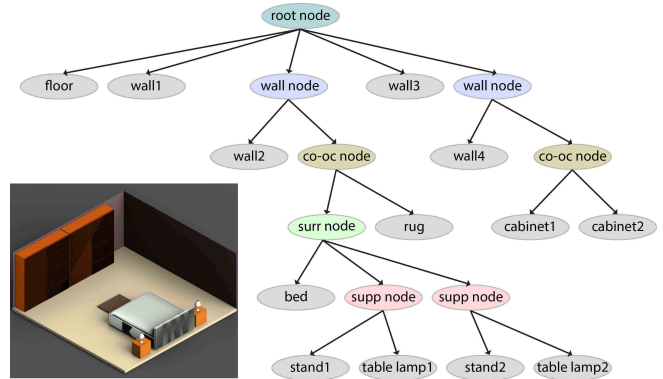 root node
floor
wall1
wall node
wall3
wall node
wall2
co-oc node
wall4
co-oc node
surr node
rug
cabinet1
cabinet2
bed
supp node
supp node
stand1
table lamp1
stand2
table lamp2